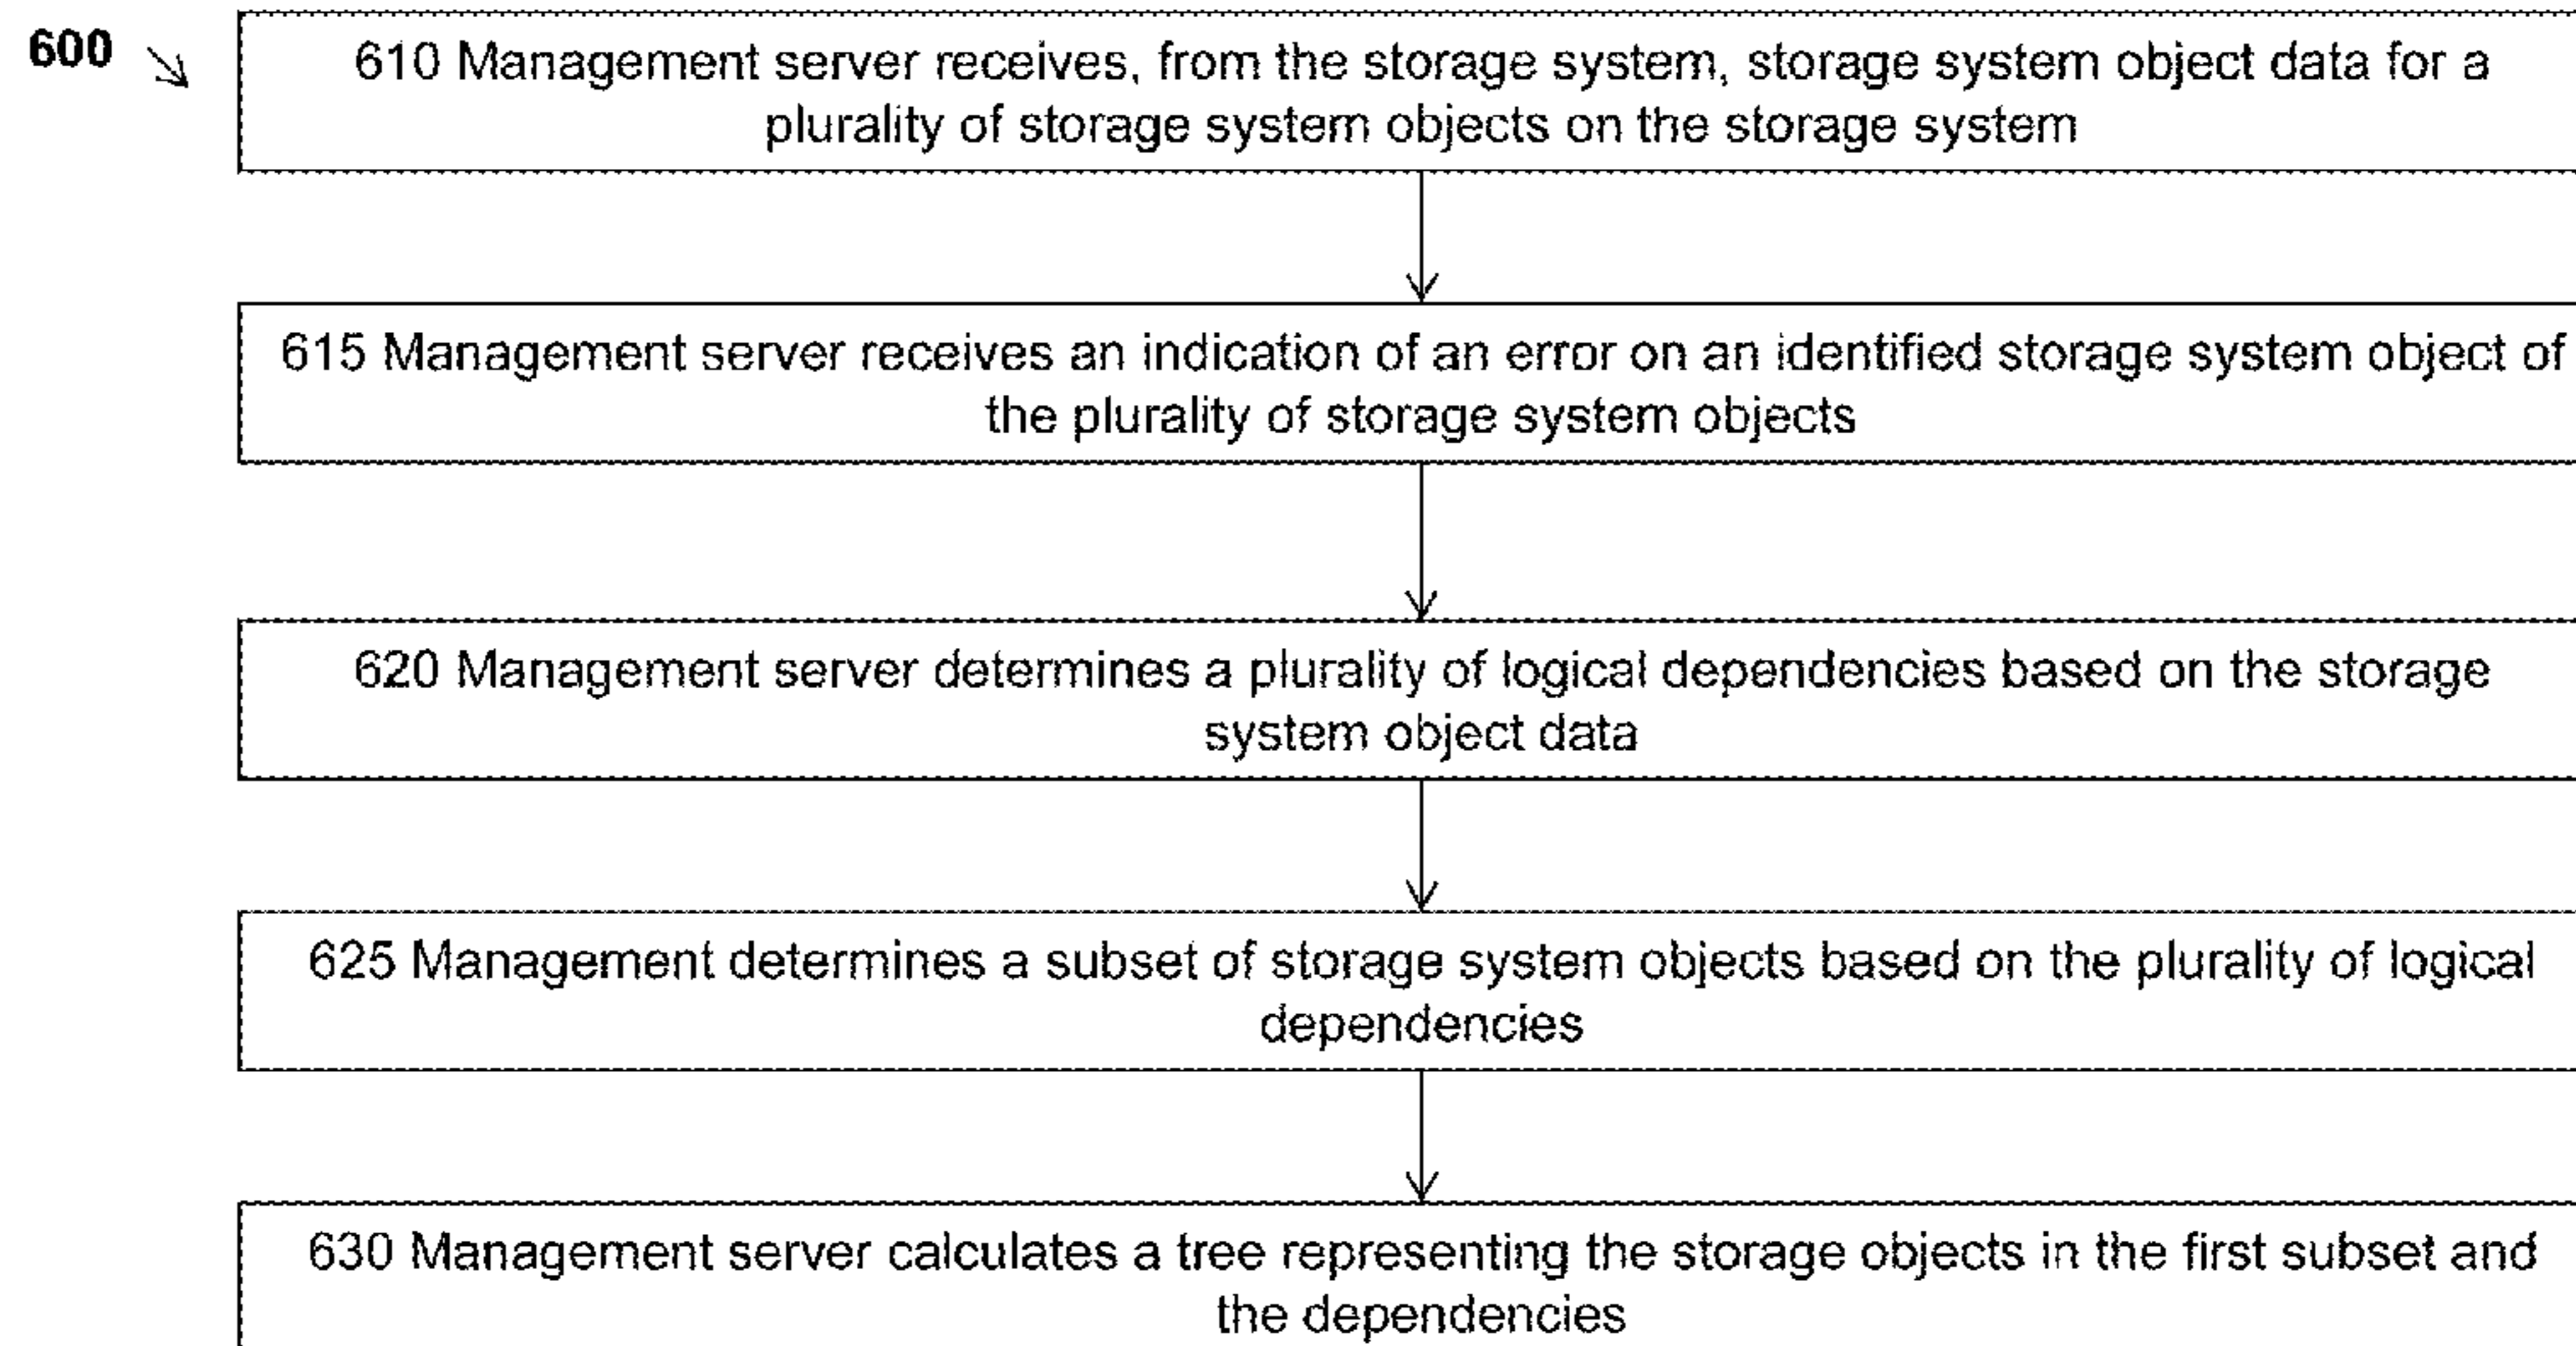 600
610 Management server receives, from the storage system, storage system object data for a
plurality of storage system objects on the storage system
615 Management server receives an indication of an error on an identified storage system object of
the plurality of storage system objects
620 Management server determines a plurality of logical dependencies based on the storage
system object data
625 Management determines a subset of storage system objects based on the plurality of logical
dependencies
630 Management server calculates a tree representing the storage objects in the first subset and
the dependencies